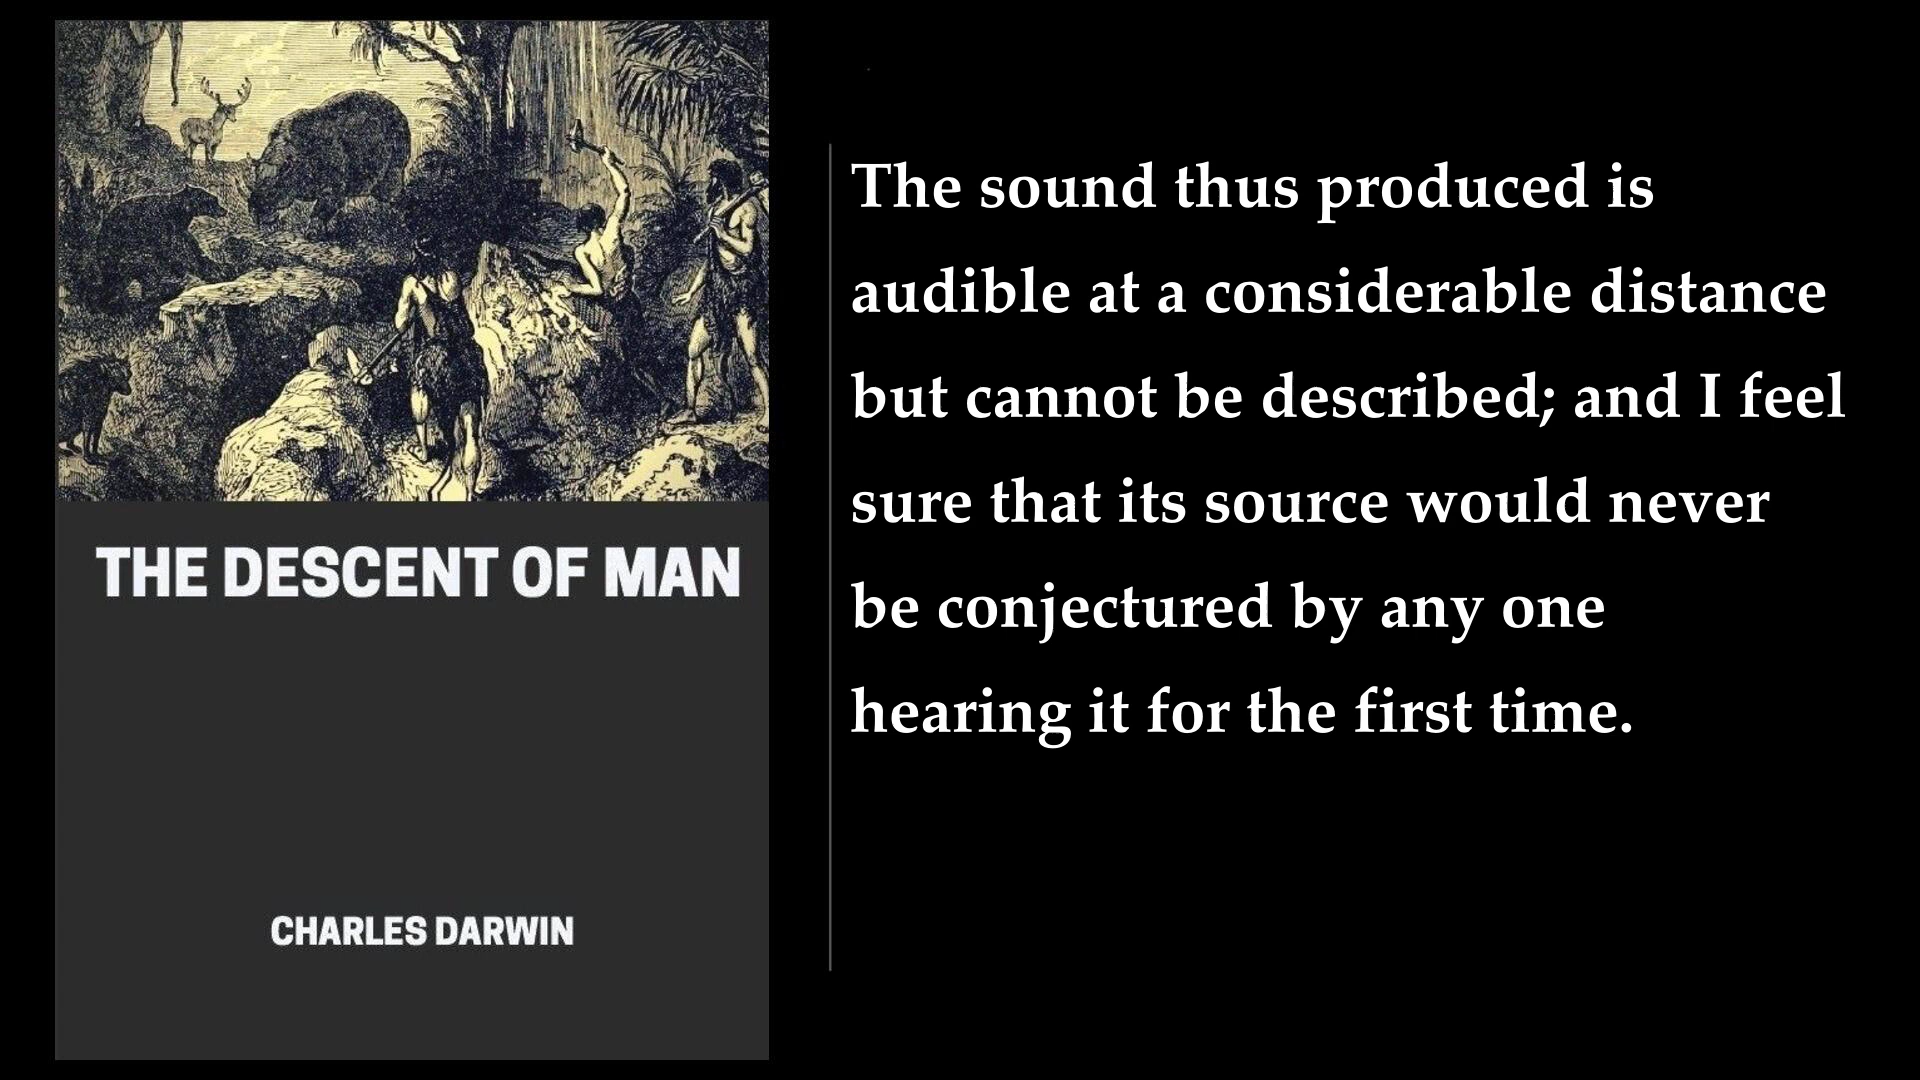 THE DESCENT OF MAN
CHARLES DARWIN
The sound thus produced is
audible at a considerable distance
but cannot be described; and I feel
sure that its source would never
be conjectured by any one
hearing it for the first time.